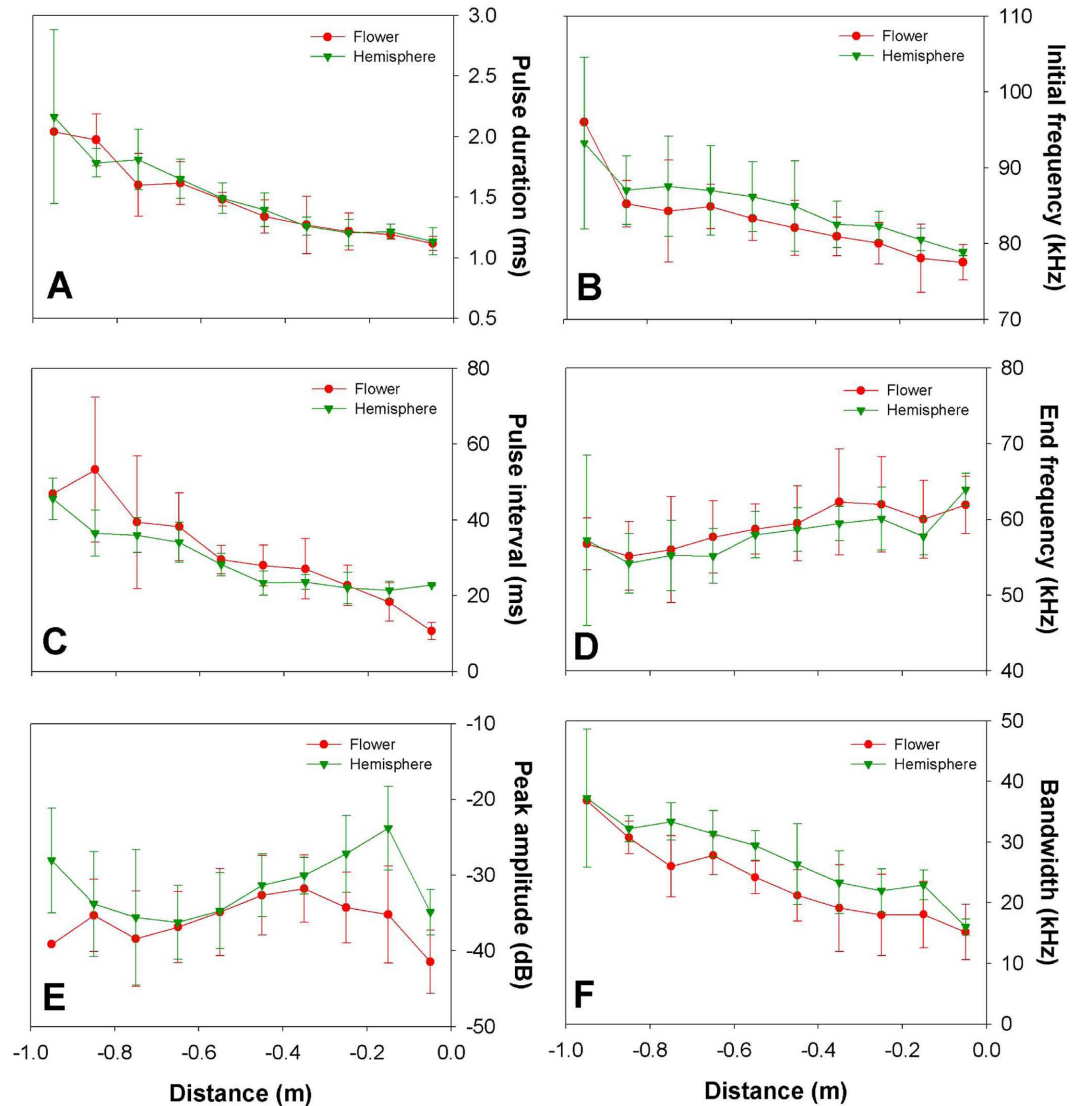 Flower
Hemisphere
3.0
2.5
2.0
1.5
1.0
0.5
Pulse duration (ms)
A
Flower
Hemisphere
110
100
90
80
70
Initial frequency (kHz)
B
Flower
Hemisphere
80
60
40
20
0
Pulse interval (ms)
C
Flower
Hemisphere
80
70
60
50
40
End frequency (kHz)
D
Flower
Hemisphere
-10
-20
-30
-40
-50
Peak amplitude (dB)
E
-1.0 -0.8 -0.6 -0.4 -0.2 0.0
Distance (m)
Flower
Hemisphere
50
40
30
20
10
0
Bandwidth (kHz)
F
-1.0 -0.8 -0.6 -0.4 -0.2 0.0
Distance (m)